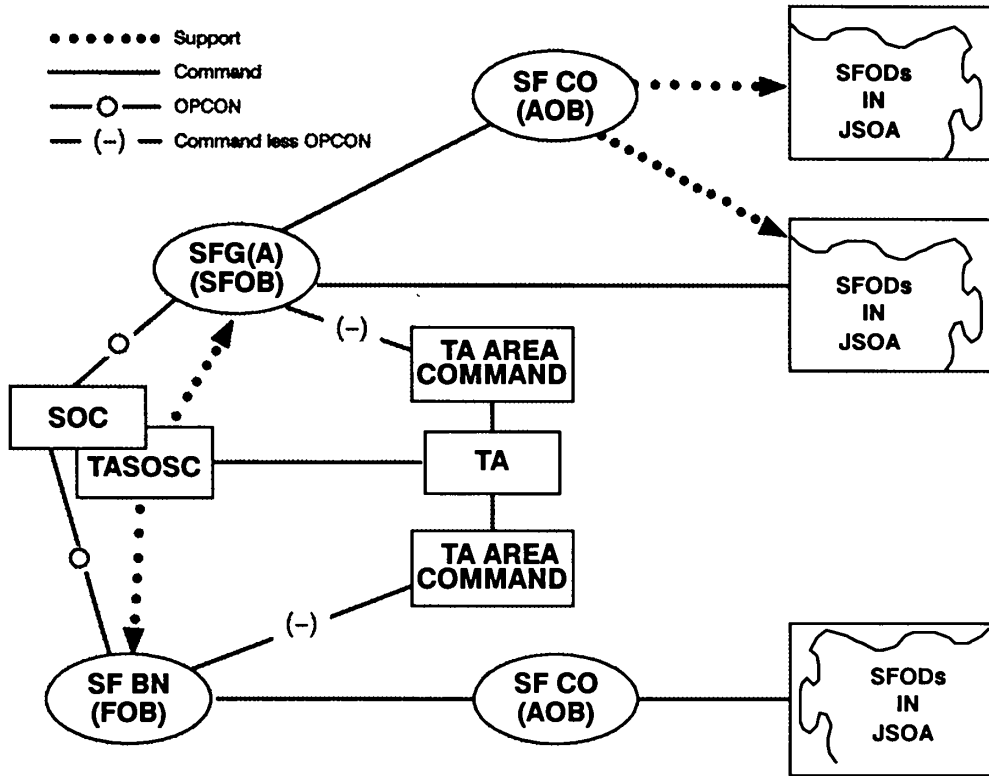 Support
Command
OPCON
(–) Command less OPCON
SF CO
(AOB)
SFODs
IN
JSOA
SFG(A)
(SFOB)
SFODs
IN
JSOA
(–)
TA AREA
COMMAND
SOC
TASOSC
TA
TA AREA
COMMAND
(–)
SF BN
(FOB)
SF CO
(AOB)
SFODs
IN
JSOA